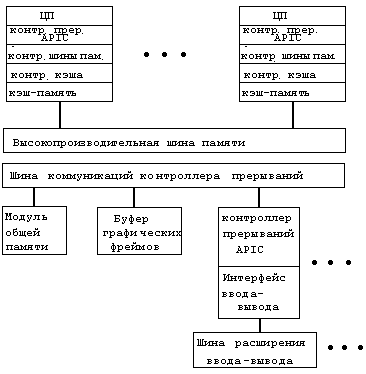 ЦП
контр. прер.
APIC
контр. шины пам.
контр. кэша
кэш-память
ЦП
контр. прер.
APIC
контр. шины пам.
контр. кэша
кэш-память
Высокопроизводительная шина памяти
Шина коммуникаций контроллера прерываний
Модуль
общей
памяти
Буфер
графических
фреймов
контроллер
прерываний
APIC
Интерфейс
ввода-
вывода
Шина расширения
ввода-вывода